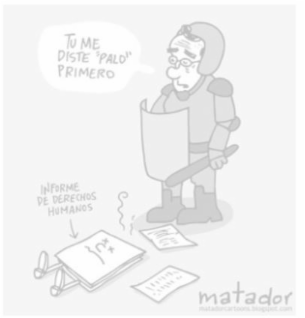 TU ME
DISTE "PALO"
PRIMERO
INFORME
DE DERECHOS
HUMANOS
matador
matadorcartoons.blogspot.com